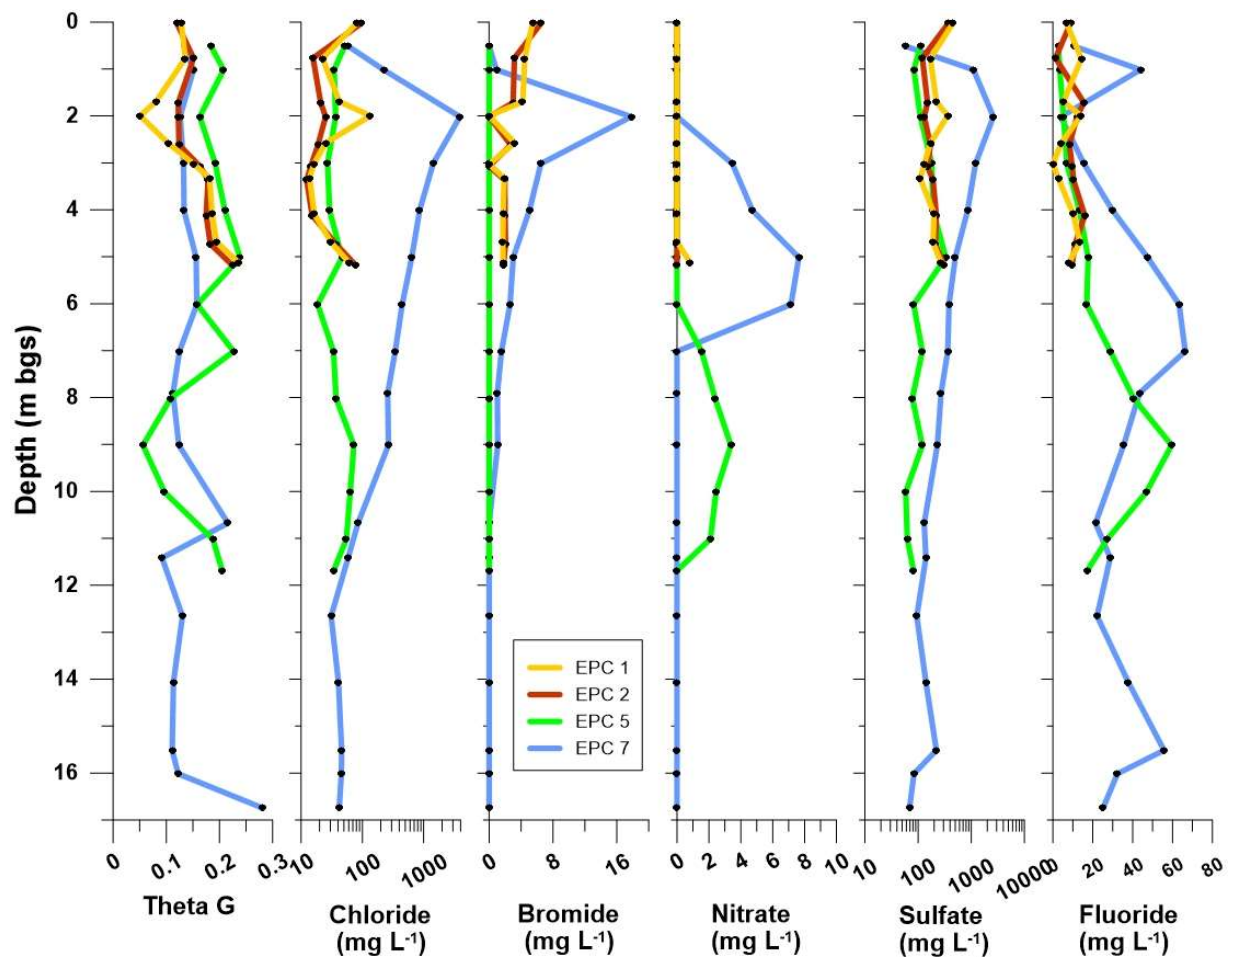 0
2
4
6
8
10
12
14
16
Depth (m bgs)
EPC 1
EPC 2
EPC 5
EPC 7
0 0.1 0.2 0.3
Theta G
10 100 1000
Chloride
(mg L-1)
0 8 16
Bromide
(mg L-1)
0 2 4 6 8 10
Nitrate
(mg L-1)
10 100 1000 10000
Sulfate
(mg L-1)
0 20 40 60 80
Fluoride
(mg L-1)